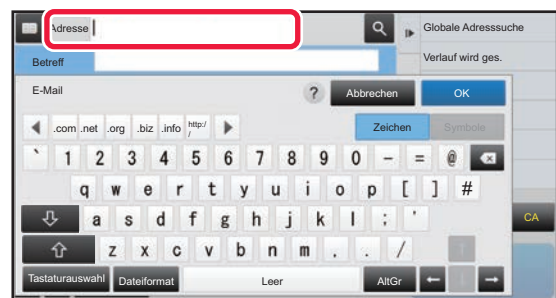 Adresse
Globale Adresssuche
Betreff
Verlauf wird ges.
E-Mail
? Abbrechen OK
.com .net .org .biz .info http:// Zeichen Symbole
` 1 2 3 4 5 6 7 8 9 0 - = @
q w e r t y u i o p [ ] #
a s d f g h j k l ; '
CA
z x c v b n m , . /
Tastaturauswahl Dateiformat Leer AltGr